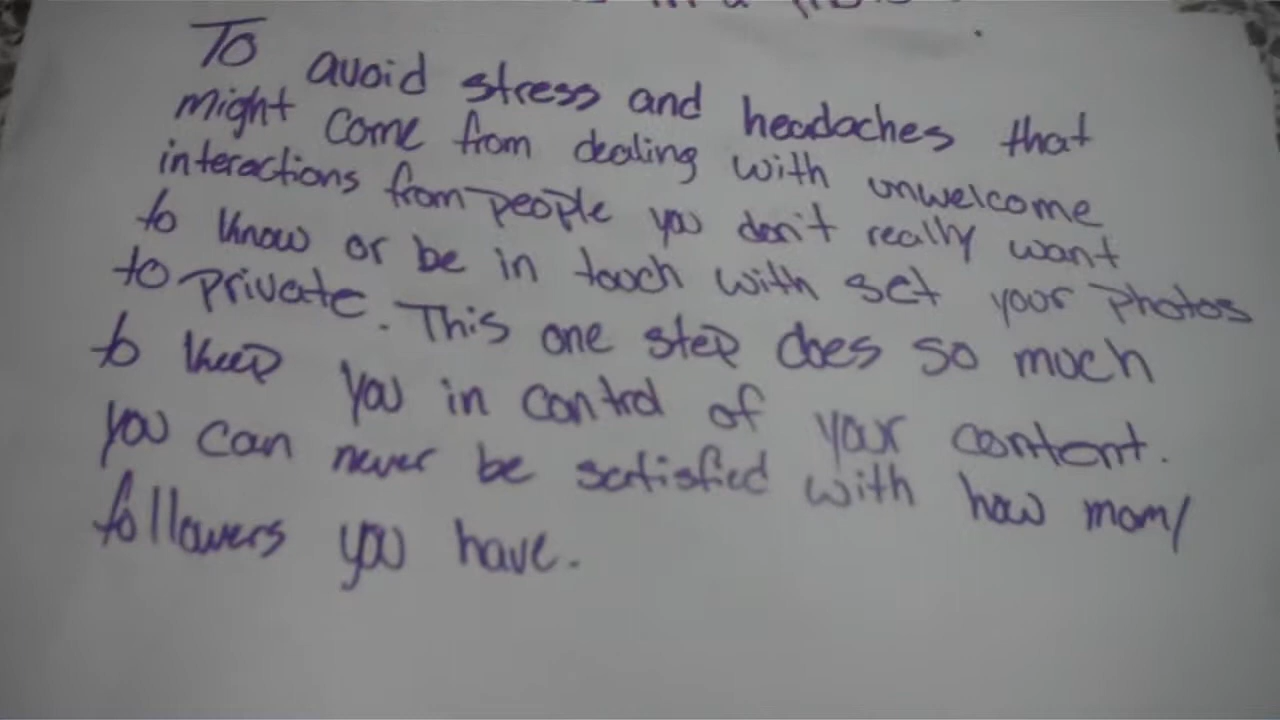 To avoid stress and headaches that
might come from dealing with unwelcome
interactions from people you don't really want
to know or be in touch with set your photos
to private. This one step does so much
to keep you in control of your content.
you can never be satisfied with how many
followers you have.